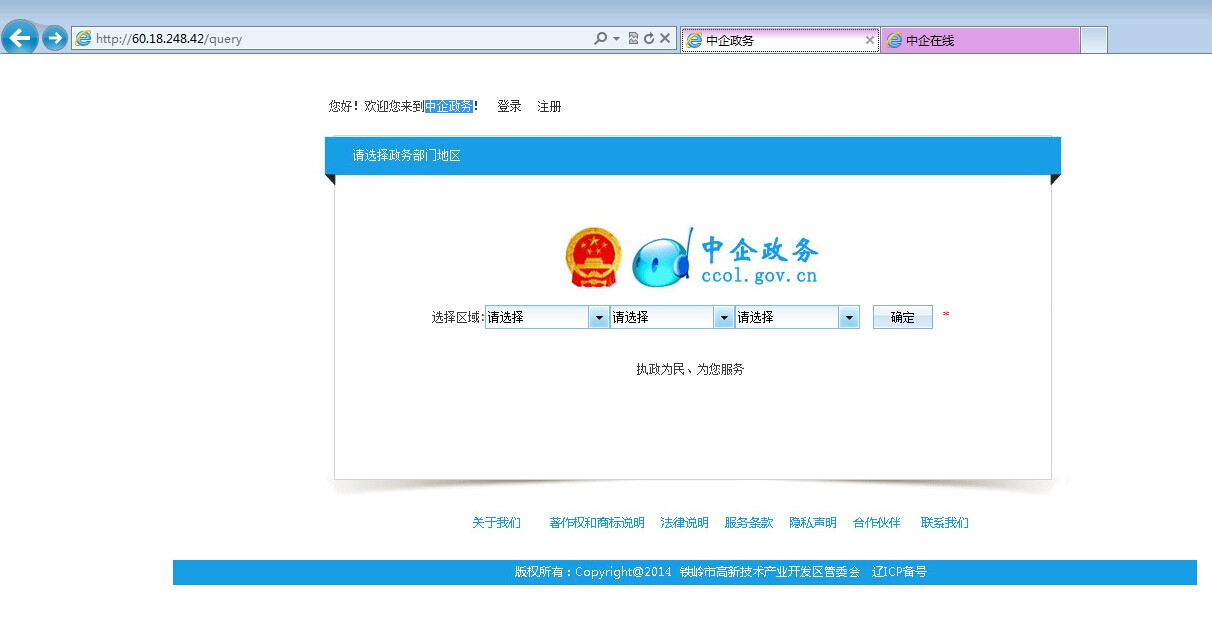 http://60.18.248.42/query
中企政务
中企在线
您好！欢迎您来到中企政务！ 登录 注册
请选择政务部门地区
中企政务
ccol.gov.cn
选择区域: 请选择 请选择 请选择 确定 *
执政为民、为您服务
关于我们 著作权和商标说明 法律说明 服务条款 隐私声明 合作伙伴 联系我们
版权所有：Copyright@2014 铁岭市高新技术产业开发区管委会 辽ICP备号